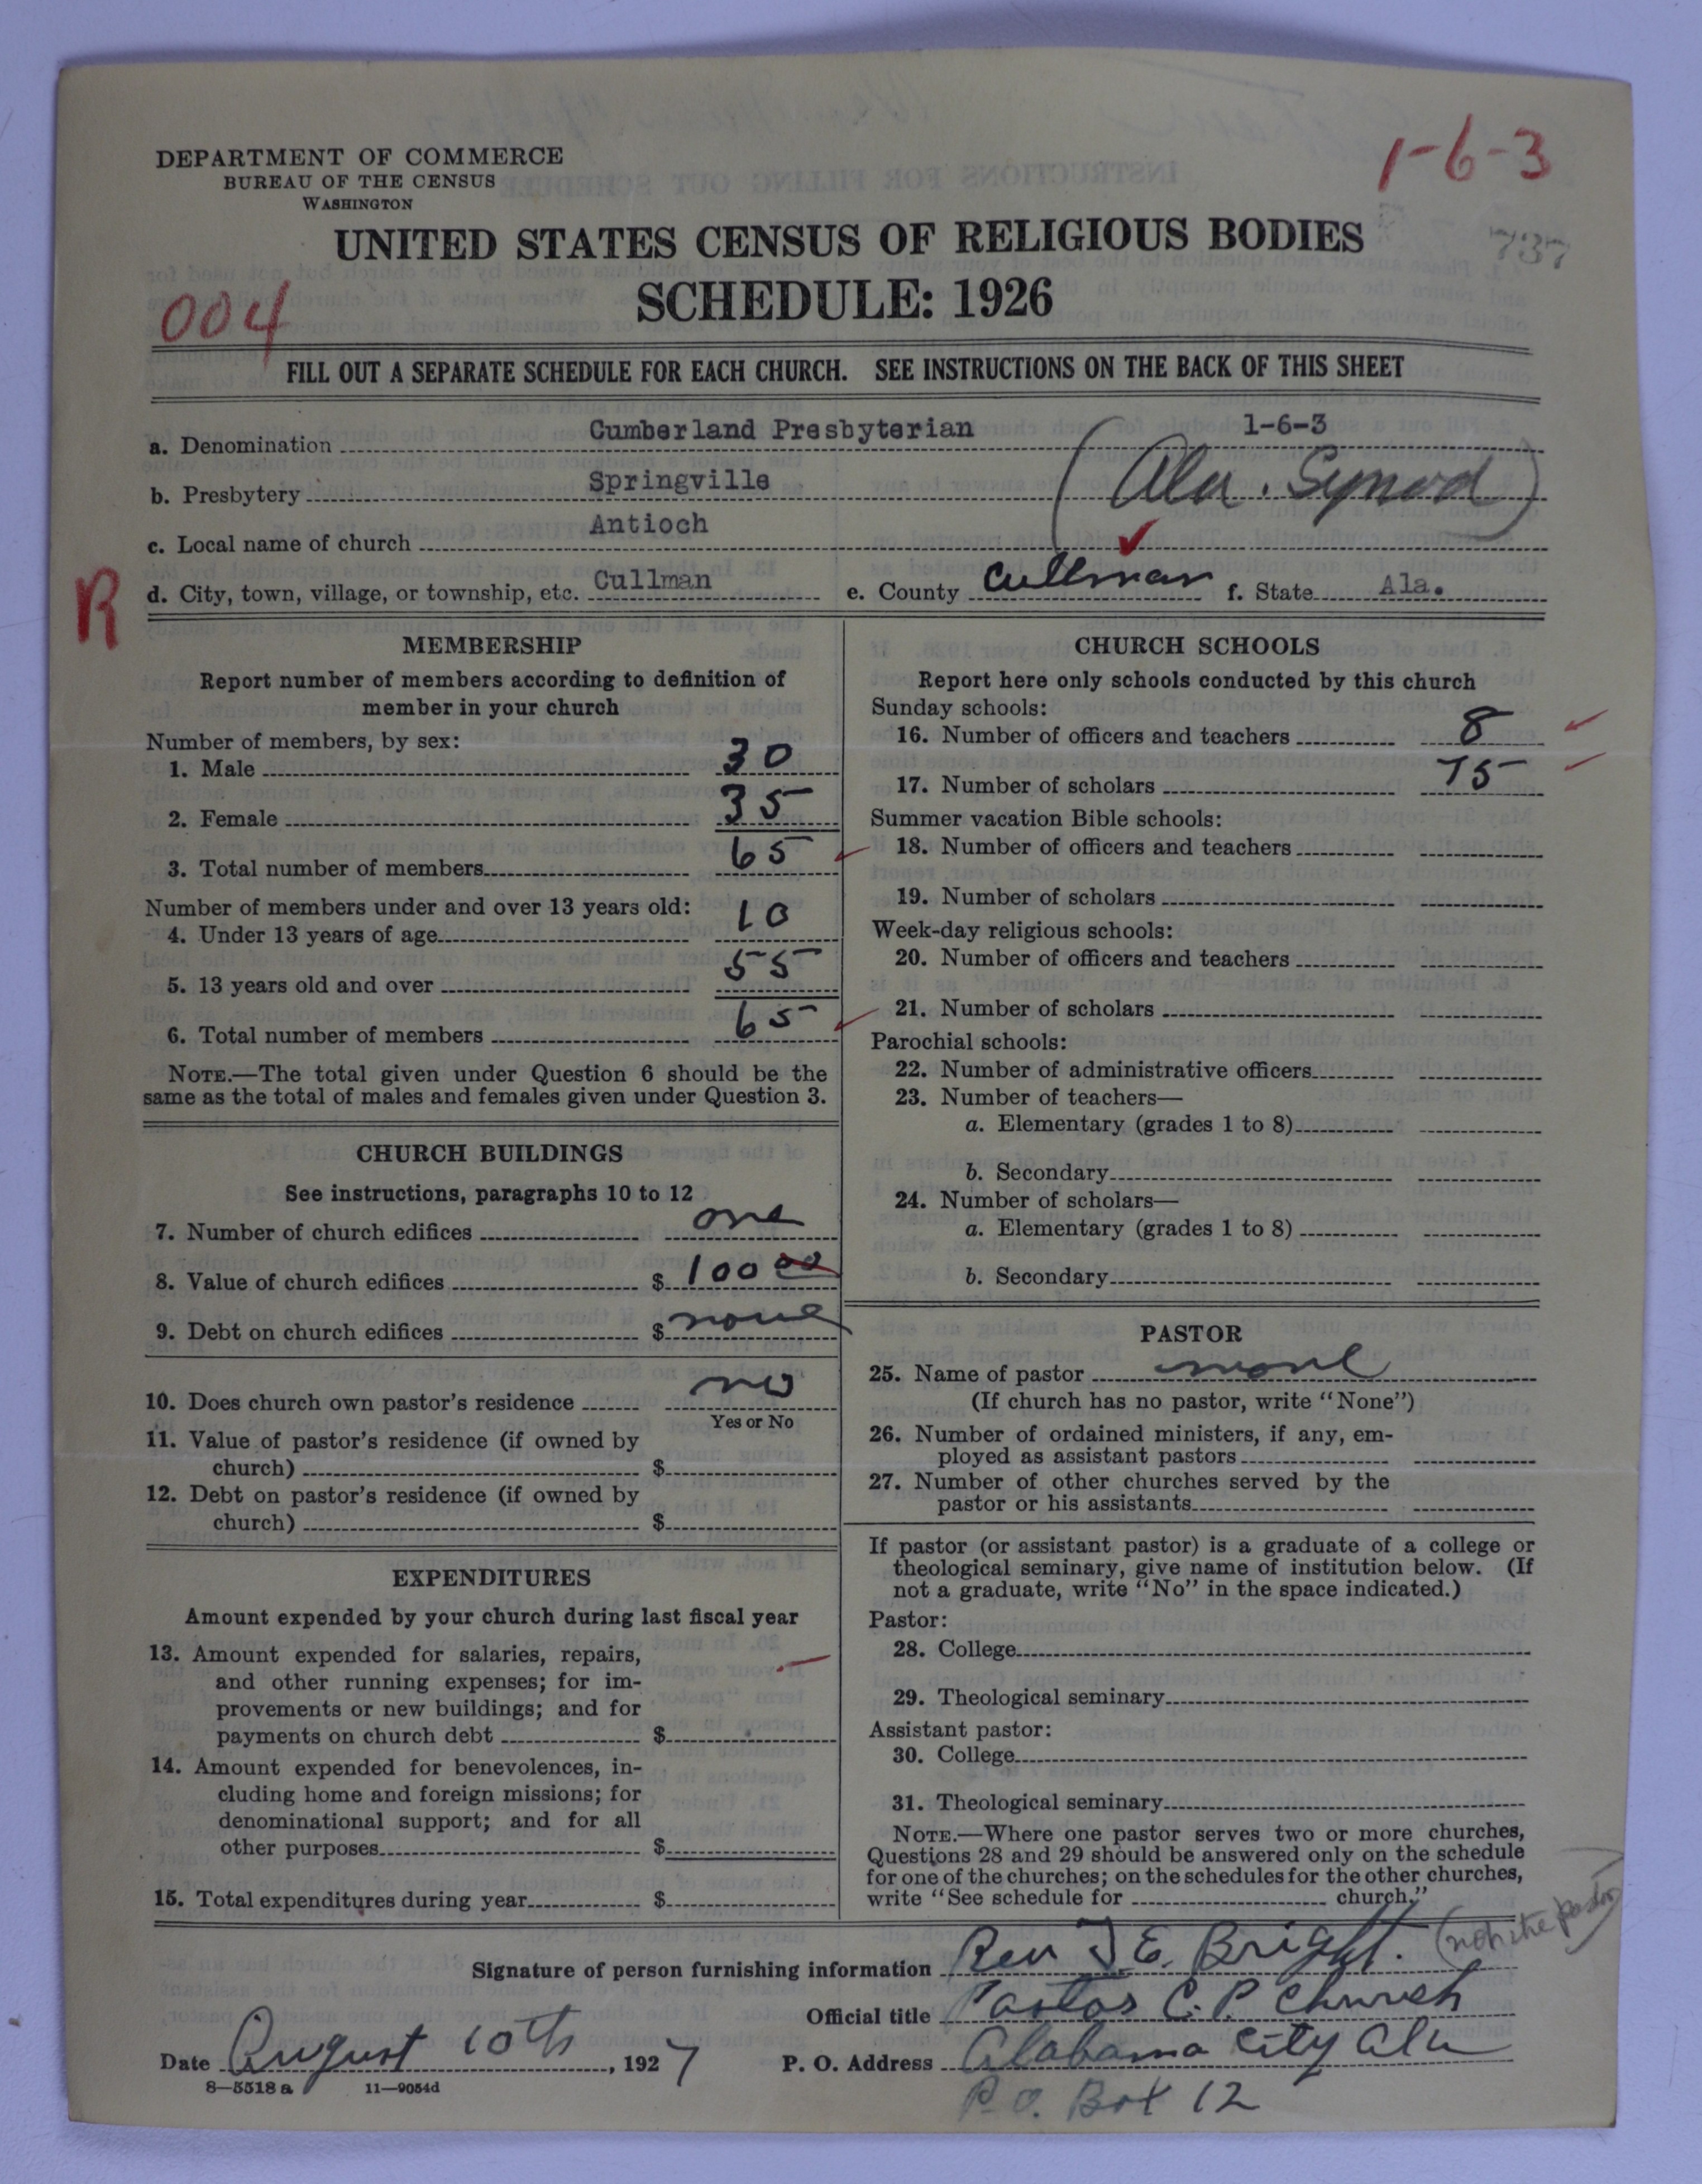 1-6-3
DEPARTMENT OF COMMERCE
BUREAU OF THE CENSUS
WASHINGTON
UNITED STATES CENSUS OF RELIGIOUS BODIES
737
SCHEDULE: 1926
004
FILL OUT A SEPARATE SCHEDULE FOR EACH CHURCH. SEE INSTRUCTIONS ON THE BACK OF THIS SHEET
a. Denomination Cumberland Presbyterian 1-6-3
b. Presbytery Springville (Ala. Synod)
c. Local name of church Antioch
R
d. City, town, village, or township, etc. Cullman e. County Cullman f. State Ala.
MEMBERSHIP
Report number of members according to definition of
member in your church
Number of members, by sex:
1. Male 30
2. Female 35
3. Total number of members 65
Number of members under and over 13 years old:
4. Under 13 years of age 10
5. 13 years old and over 55
6. Total number of members 65
NOTE.—The total given under Question 6 should be the
same as the total of males and females given under Question 3.
CHURCH BUILDINGS
See instructions, paragraphs 10 to 12
7. Number of church edifices one
8. Value of church edifices $ 100 00
9. Debt on church edifices $ none
10. Does church own pastor's residence no
Yes or No
11. Value of pastor's residence (if owned by
church) $
12. Debt on pastor's residence (if owned by
church) $
EXPENDITURES
Amount expended by your church during last fiscal year
13. Amount expended for salaries, repairs,
and other running expenses; for im-
provements or new buildings; and for
payments on church debt $
14. Amount expended for benevolences, in-
cluding home and foreign missions; for
denominational support; and for all
other purposes $
15. Total expenditures during year $
CHURCH SCHOOLS
Report here only schools conducted by this church
Sunday schools:
16. Number of officers and teachers 8
17. Number of scholars 75
Summer vacation Bible schools:
18. Number of officers and teachers
19. Number of scholars
Week-day religious schools:
20. Number of officers and teachers
21. Number of scholars
Parochial schools:
22. Number of administrative officers
23. Number of teachers—
a. Elementary (grades 1 to 8)
b. Secondary
24. Number of scholars—
a. Elementary (grades 1 to 8)
b. Secondary
PASTOR
25. Name of pastor none
(If church has no pastor, write "None")
26. Number of ordained ministers, if any, em-
ployed as assistant pastors
27. Number of other churches served by the
pastor or his assistants
If pastor (or assistant pastor) is a graduate of a college or
theological seminary, give name of institution below. (If
not a graduate, write "No" in the space indicated.)
Pastor:
28. College
29. Theological seminary
Assistant pastor:
30. College
31. Theological seminary
NOTE.—Where one pastor serves two or more churches,
Questions 28 and 29 should be answered only on the schedule
for one of the churches; on the schedules for the other churches,
write "See schedule for church."
Signature of person furnishing information Rev J. E. Bright. (not the pastor)
Official title Pastor C. P. Church
Date August 10th, 1927 P. O. Address Alabama City Ala
8—5518 a 11—9054d
P.O. Box 12